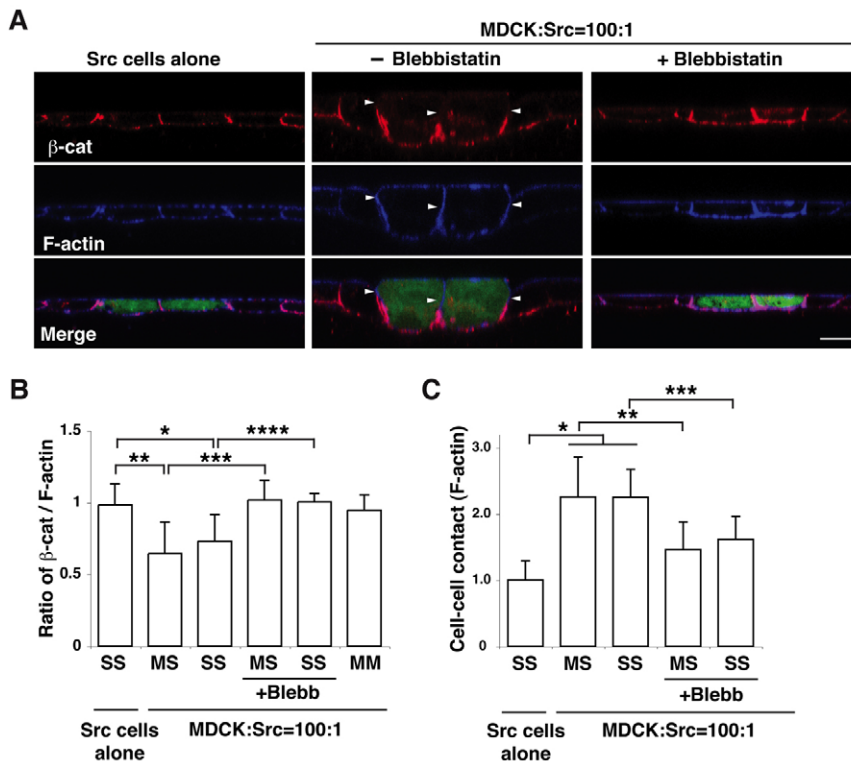 A
MDCK:Src=100:1
Src cells alone
– Blebbistatin
+ Blebbistatin
β-cat
F-actin
Merge
B
Ratio of β-cat / F-actin
1.5
1
0.5
0
*
****
**
***
SS MS SS MS SS MM
+Blebb
Src cells alone
MDCK:Src=100:1
C
Cell-cell contact (F-actin)
3.0
2.0
1.0
0
***
*
**
SS MS SS MS SS
+Blebb
Src cells alone
MDCK:Src=100:1